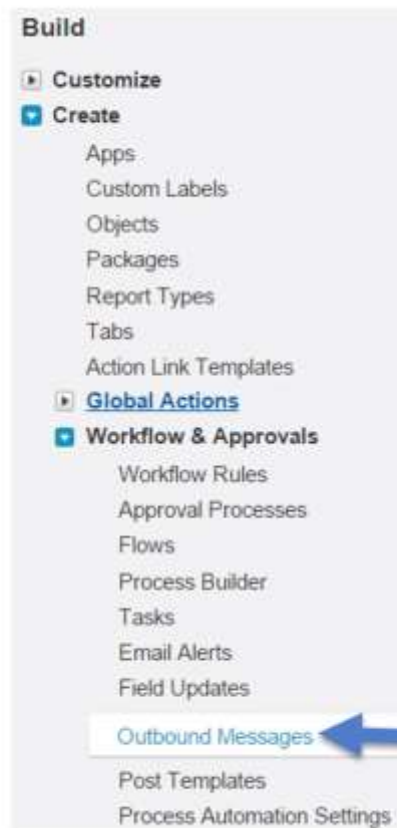 Build
Customize
Create
Apps
Custom Labels
Objects
Packages
Report Types
Tabs
Action Link Templates
Global Actions
Workflow & Approvals
Workflow Rules
Approval Processes
Flows
Process Builder
Tasks
Email Alerts
Field Updates
Outbound Messages
Post Templates
Process Automation Settings